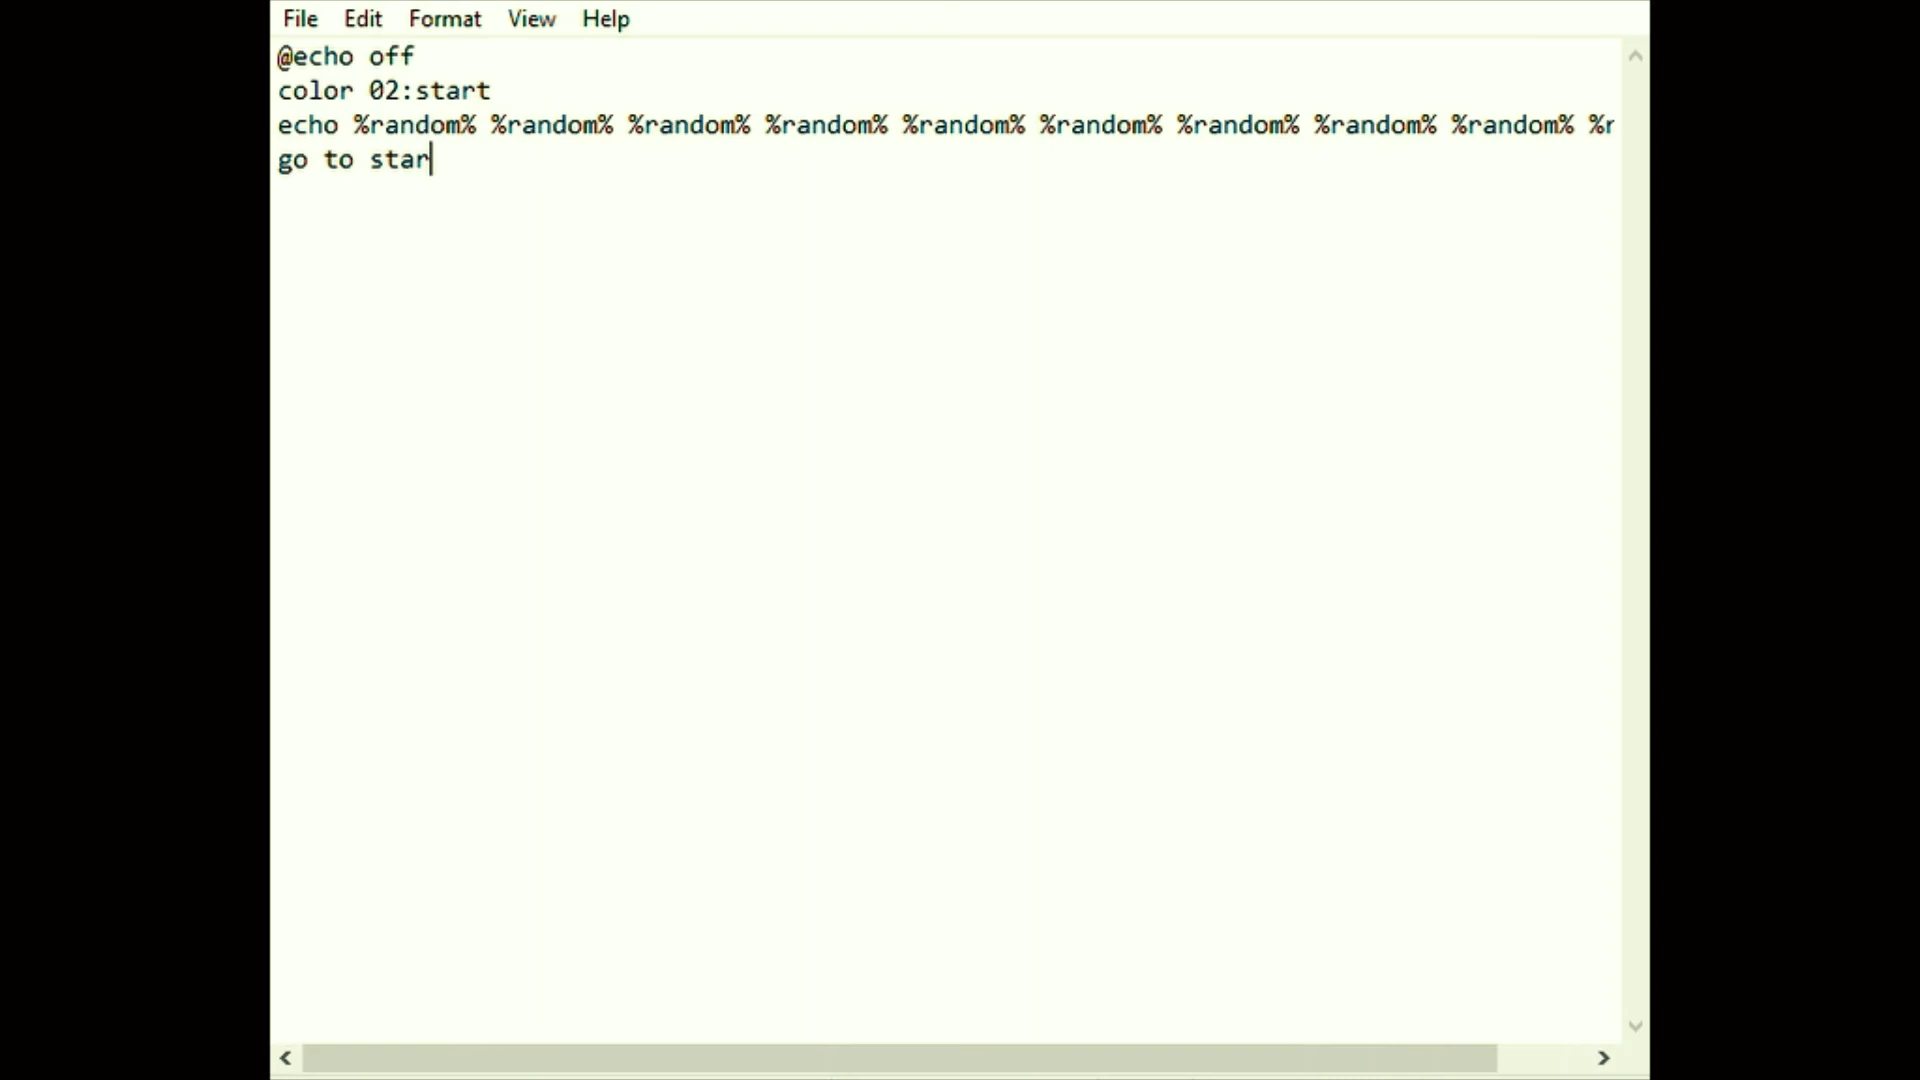 File Edit Format View Help
@echo off
color 02:start
echo %random% %random% %random% %random% %random% %random% %random% %random% %random% %r
go to star